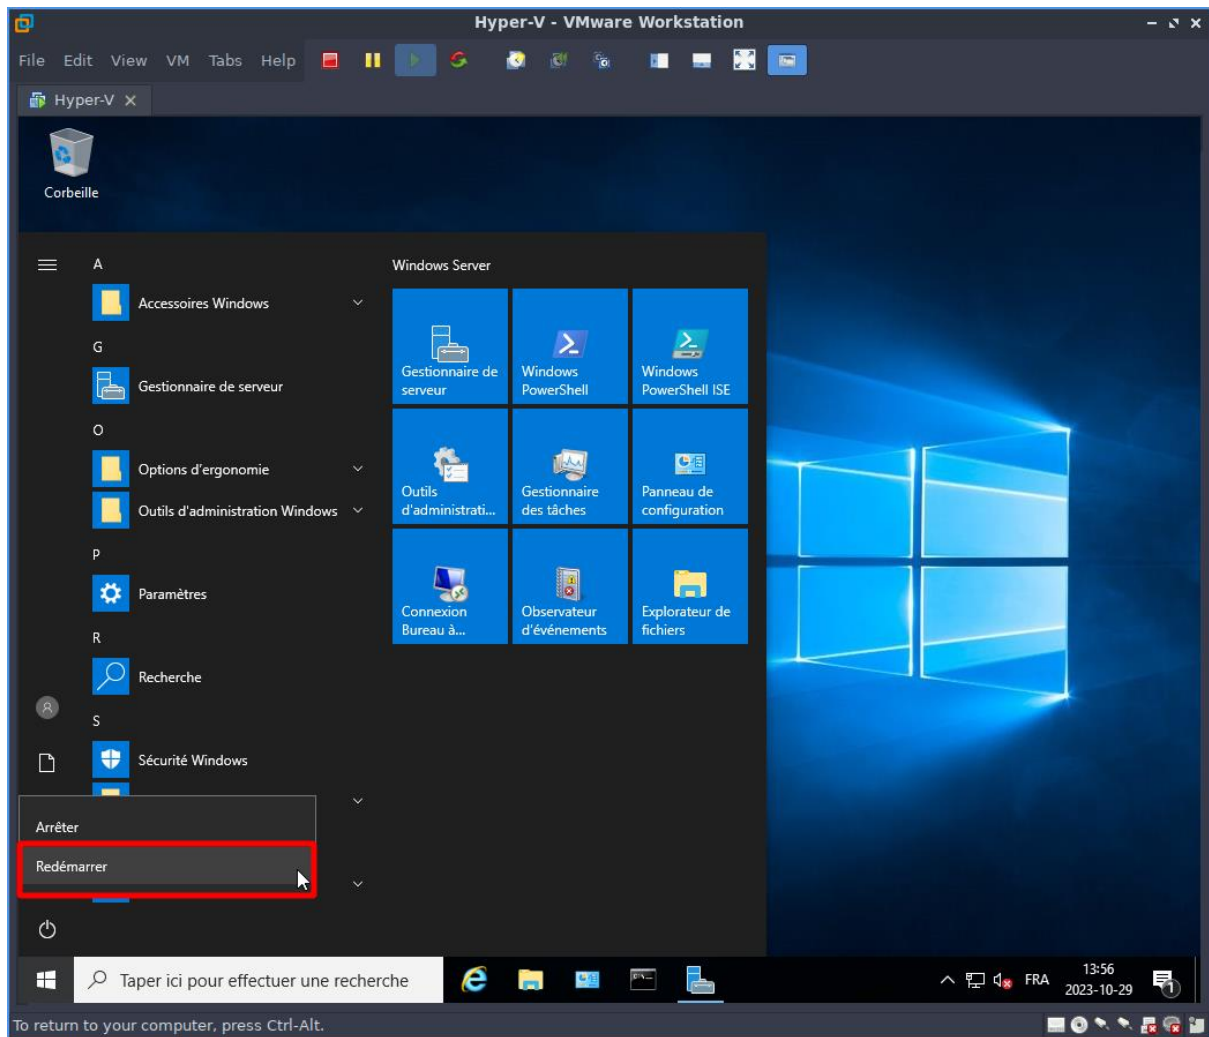 Hyper-V - VMware Workstation
File Edit View VM Tabs Help
Hyper-V
Corbeille
Windows Server
A
Accessoires Windows
G
Gestionnaire de serveur
O
Options d'ergonomie
Outils d'administration Windows
P
Paramètres
R
Recherche
S
Sécurité Windows
Gestionnaire de
serveur
Windows
PowerShell
Windows
PowerShell ISE
Outils
d'administrati...
Gestionnaire
des tâches
Panneau de
configuration
Connexion
Bureau à...
Observateur
d'événements
Explorateur de
fichiers
Arrêter
Redémarrer
Taper ici pour effectuer une recherche
FRA
13:56
2023-10-29
1
To return to your computer, press Ctrl-Alt.